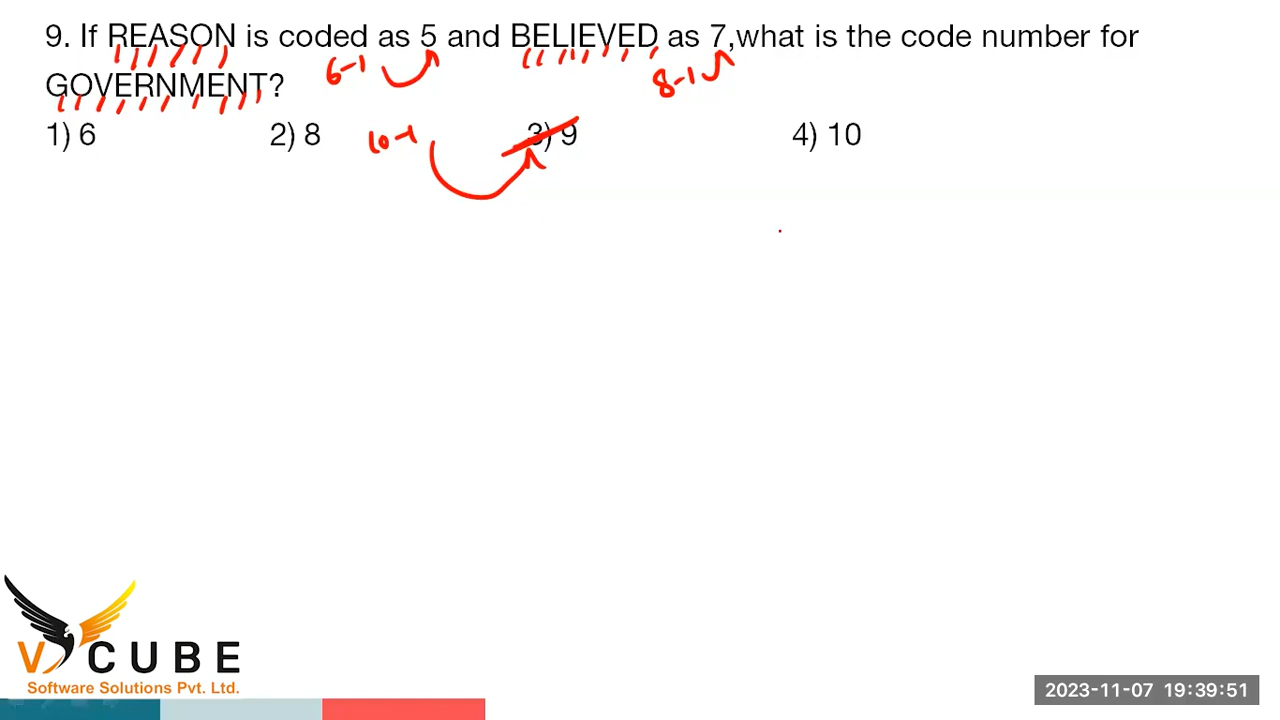 9. If REASON is coded as 5 and BELIEVED as 7,what is the code number for
6-1 8-1
GOVERNMENT?
1) 6 2) 8 10-1 3) 9 4) 10
V CUBE
Software Solutions Pvt. Ltd.
2023-11-07 19:39:51